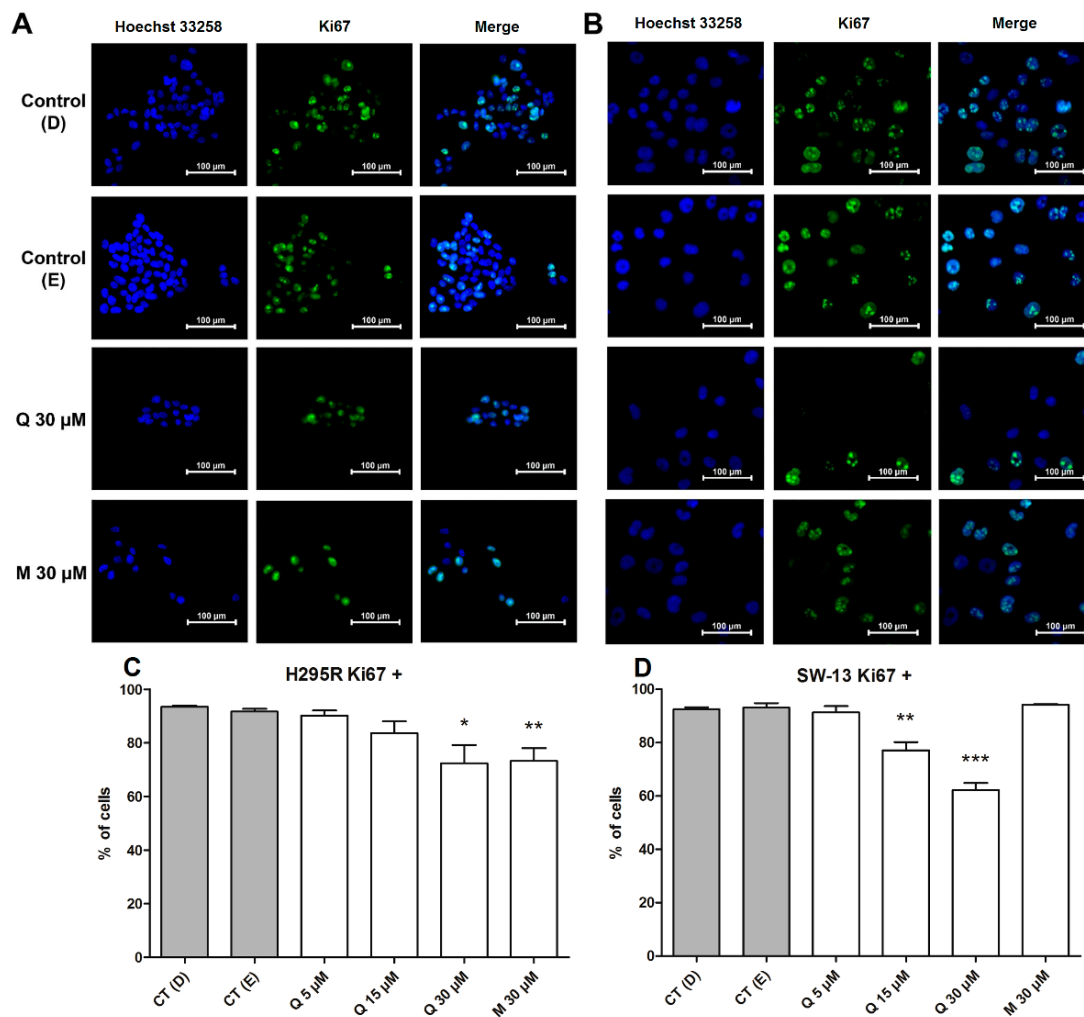 A
Hoechst 33258 Ki67 Merge
B
Hoechst 33258 Ki67 Merge
Control
(D)
100 µm 100 µm 100 µm 100 µm 100 µm 100 µm
Control
(E)
100 µm 100 µm 100 µm 100 µm 100 µm 100 µm
Q 30 µM
100 µm 100 µm 100 µm 100 µm 100 µm 100 µm
M 30 µM
100 µm 100 µm 100 µm 100 µm 100 µm 100 µm
C
H295R Ki67 +
% of cells
100
80
60
40
20
0
*
**
CT (D) CT (E) Q 5 µM Q 15 µM Q 30 µM M 30 µM
D
SW-13 Ki67 +
% of cells
100
80
60
40
20
0
**
***
CT (D) CT (E) Q 5 µM Q 15 µM Q 30 µM M 30 µM